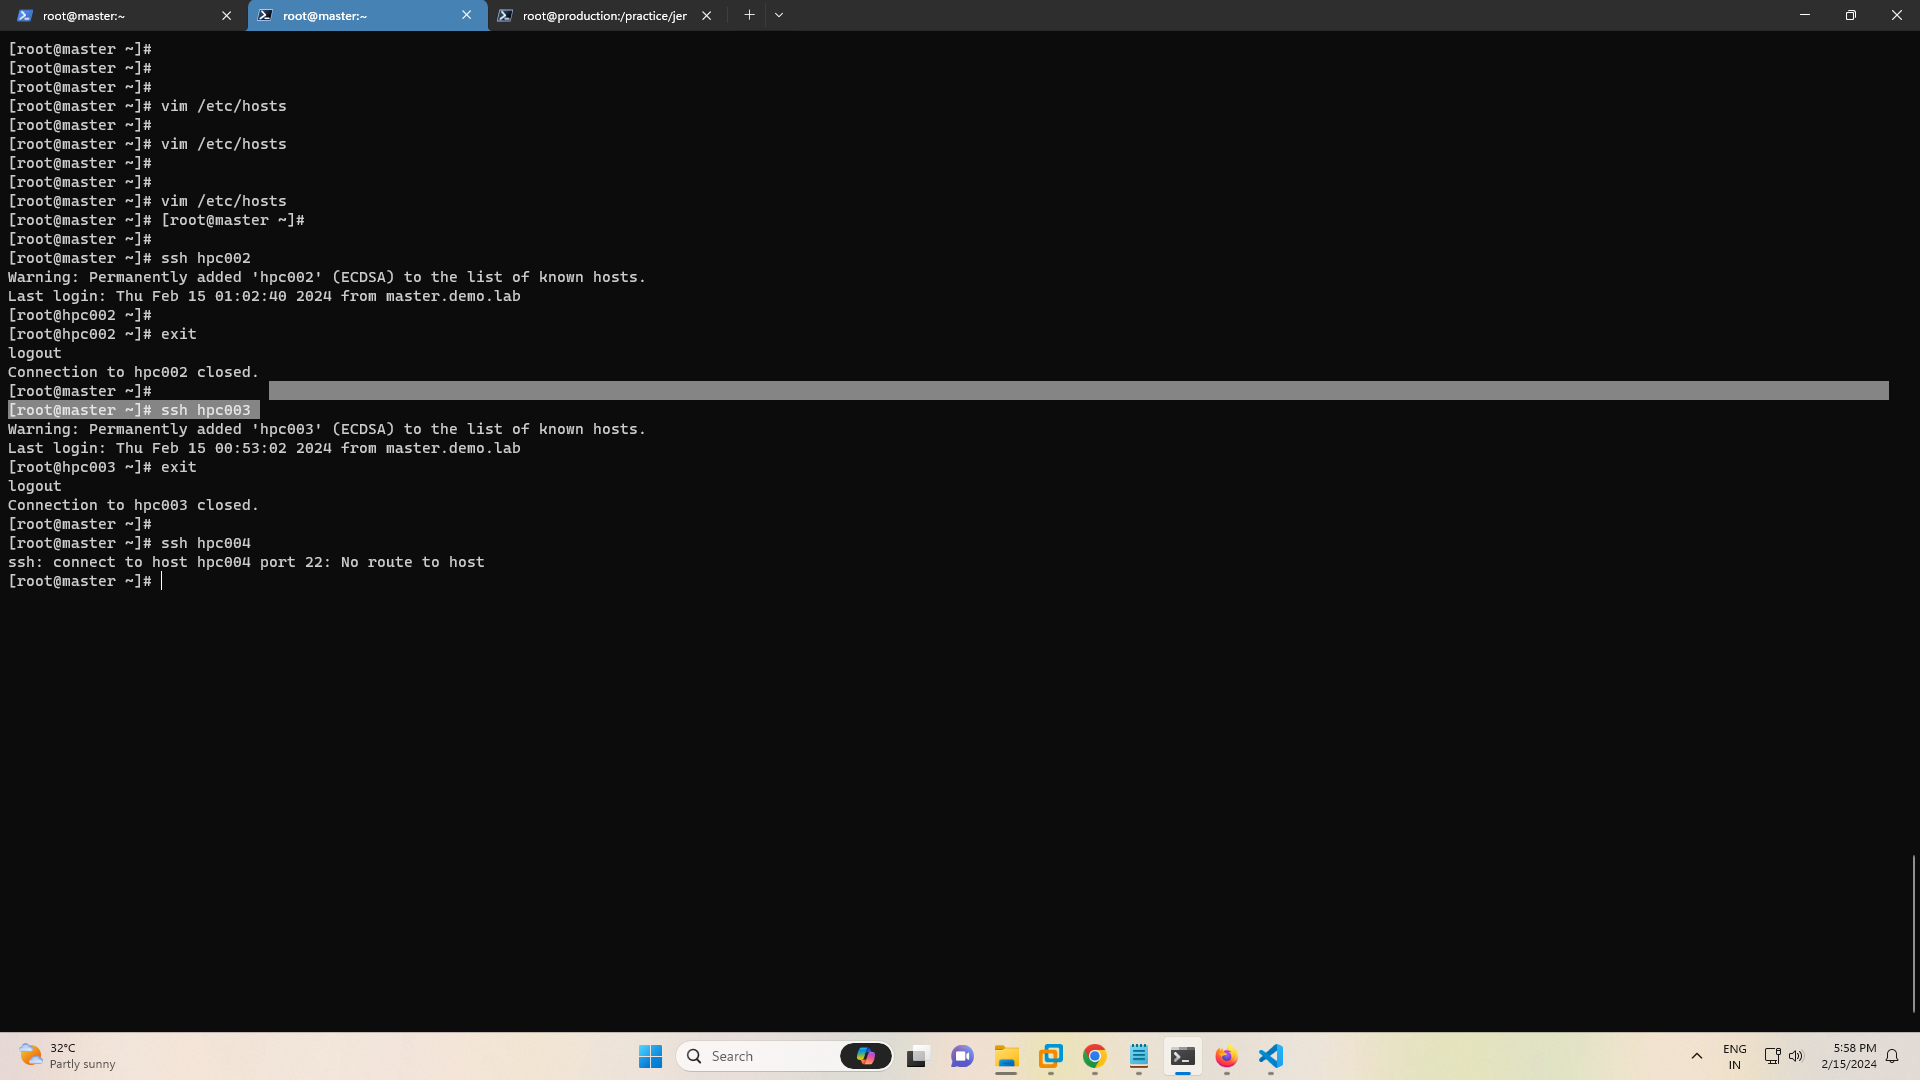 root@master:~
root@master:~
root@production:/practice/jer
[root@master ~]#
[root@master ~]#
[root@master ~]#
[root@master ~]# vim /etc/hosts
[root@master ~]#
[root@master ~]# vim /etc/hosts
[root@master ~]#
[root@master ~]#
[root@master ~]# vim /etc/hosts
[root@master ~]# [root@master ~]#
[root@master ~]#
[root@master ~]# ssh hpc002
Warning: Permanently added 'hpc002' (ECDSA) to the list of known hosts.
Last login: Thu Feb 15 01:02:40 2024 from master.demo.lab
[root@hpc002 ~]#
[root@hpc002 ~]# exit
logout
Connection to hpc002 closed.
[root@master ~]#
[root@master ~]# ssh hpc003
Warning: Permanently added 'hpc003' (ECDSA) to the list of known hosts.
Last login: Thu Feb 15 00:53:02 2024 from master.demo.lab
[root@hpc003 ~]# exit
logout
Connection to hpc003 closed.
[root@master ~]#
[root@master ~]# ssh hpc004
ssh: connect to host hpc004 port 22: No route to host
[root@master ~]#
32°C
Partly sunny
Search
ENG
IN
5:58 PM
2/15/2024